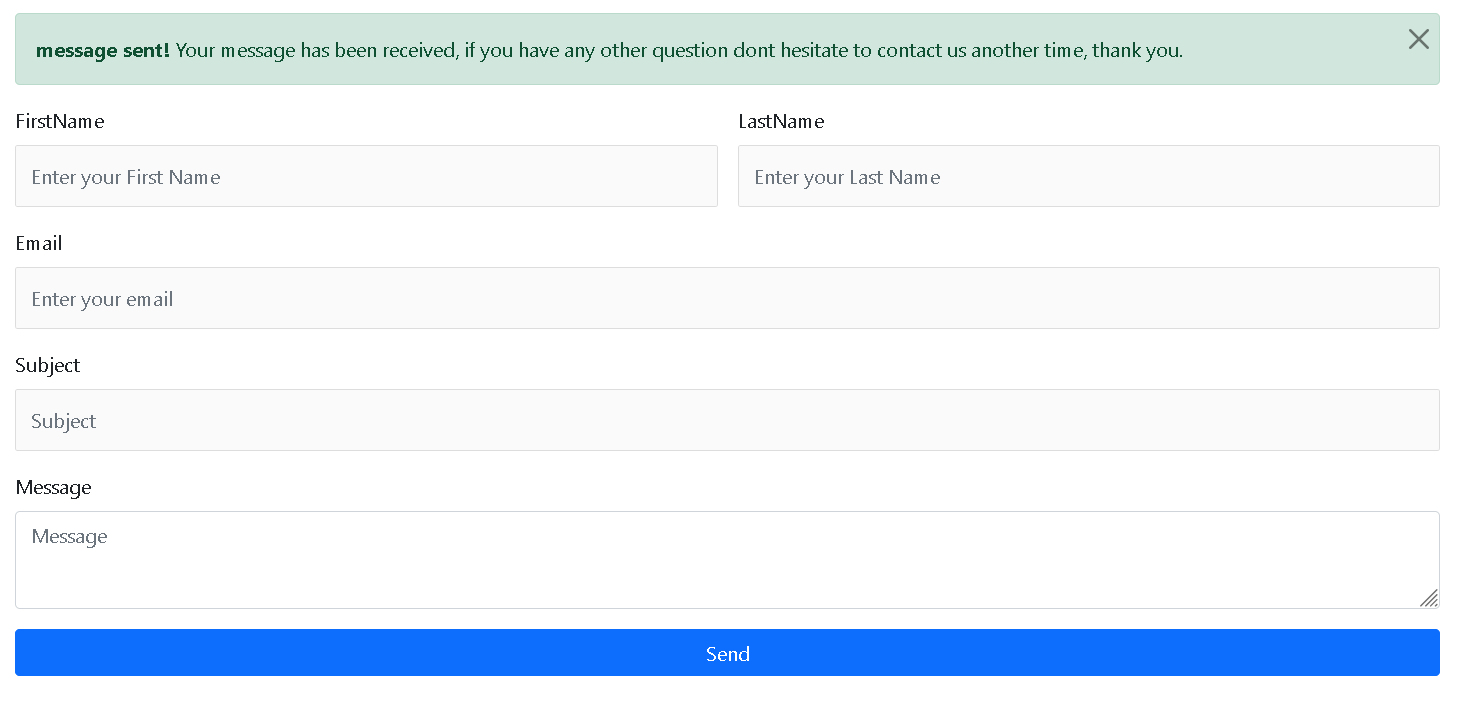 message sent! Your message has been received, if you have any other question dont hesitate to contact us another time, thank you.
FirstName
LastName
Enter your First Name
Enter your Last Name
Email
Enter your email
Subject
Subject
Message
Message
Send